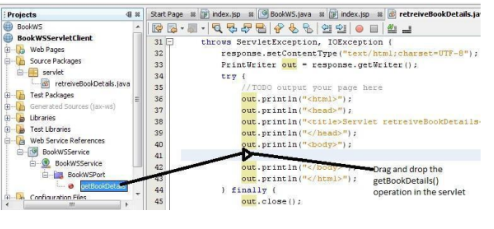 Projects
BookWS
BookWSServletClient
Web Pages
Source Packages
servlet
retreiveBookDetails.java
Test Packages
Generated Sources (jax-ws)
Libraries
Test Libraries
Web Service References
BookWSService
BookWSService
BookWSPort
getBookDetails
Configuration Files
Start Page
index.jsp
BookWS.java
index.jsp
retreiveBookDetails.ja
31 throws ServletException, IOException {
32 response.setContentType("text/html;charset=UTF-8");
33 PrintWriter out = response.getWriter();
34 try {
35 //TODO output your page here
36 out.println("<html>");
37 out.println("<head>");
38 out.println("<title>Servlet retreiveBookDetails<
39 out.println("</head>");
40 out.println("<body>");
41
42 out.println("</body>");
43 out.println("</html>");
44 } finally {
45 out.close();
Drag and drop the
getBookDetails()
operation in the servlet